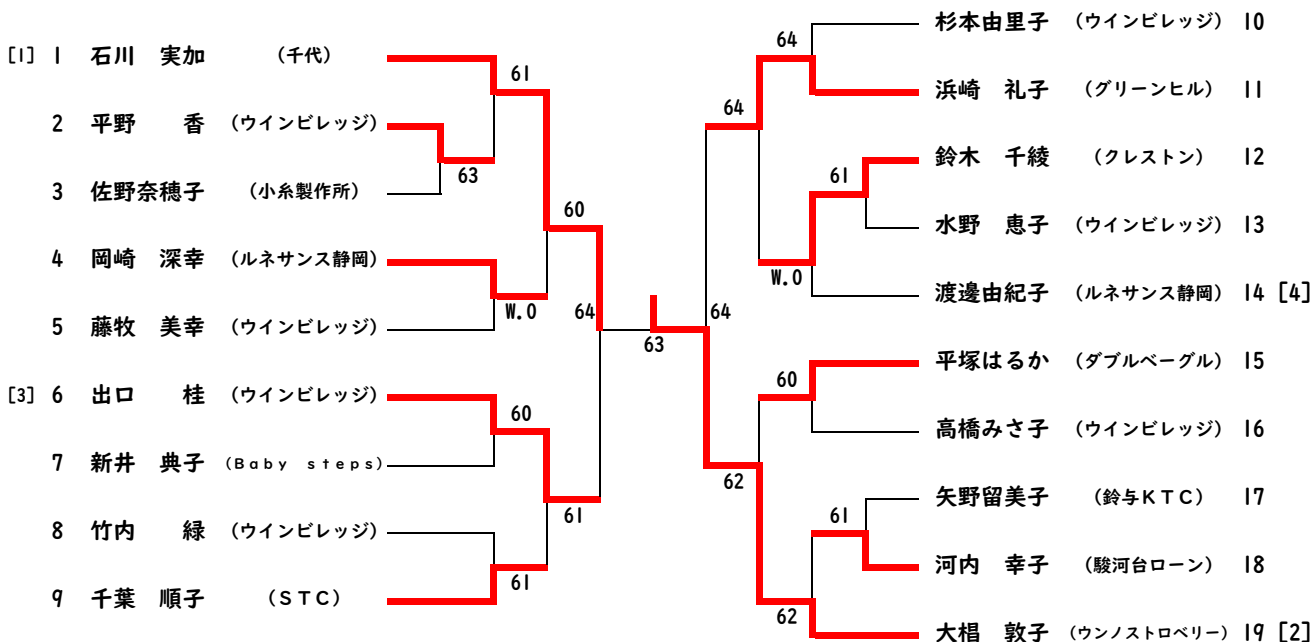 [1] 1 石川 実加 （千代）
2 平野 香 （ウインビレッジ）
3 佐野奈穂子 （小糸製作所）
4 岡崎 深幸 （ルネサンス静岡）
5 藤牧 美幸 （ウインビレッジ）
[3] 6 出口 桂 （ウインビレッジ）
7 新井 典子 （Baby steps）
8 竹内 緑 （ウインビレッジ）
9 千葉 順子 （STC）
61
63
60
W.O
64
60
61
61
63
64
64
61
W.O
64
60
62
61
62
杉本由里子 （ウインビレッジ） 10
浜崎 礼子 （グリーンヒル） 11
鈴木 千綾 （クレストン） 12
水野 恵子 （ウインビレッジ） 13
渡邊由紀子 （ルネサンス静岡） 14 [4]
平塚はるか （ダブルベーグル） 15
高橋みさ子 （ウインビレッジ） 16
矢野留美子 （鈴与KTC） 17
河内 幸子 （駿河台ローン） 18
大椙 敦子 （ウンノストロベリー） 19 [2]